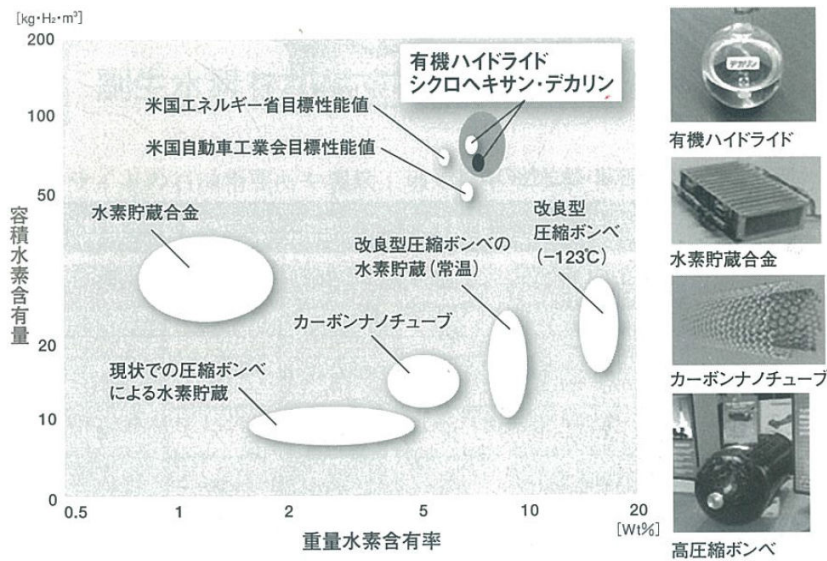 [kg・H₂・m³]
200
100
50
20
10
0
容積水素含有量
有機ハイドライド
シクロヘキサン・デカリン
米国エネルギー省目標性能値
米国自動車工業会目標性能値
水素貯蔵合金
改良型圧縮ボンベの
水素貯蔵(常温)
改良型
圧縮ボンベ
(-123℃)
カーボンナノチューブ
現状での圧縮ボンベ
による水素貯蔵
0.5
1
2
5
10
20
[Wt%]
重量水素含有率
デカリン
有機ハイドライド
水素貯蔵合金
カーボンナノチューブ
高圧縮ボンベ